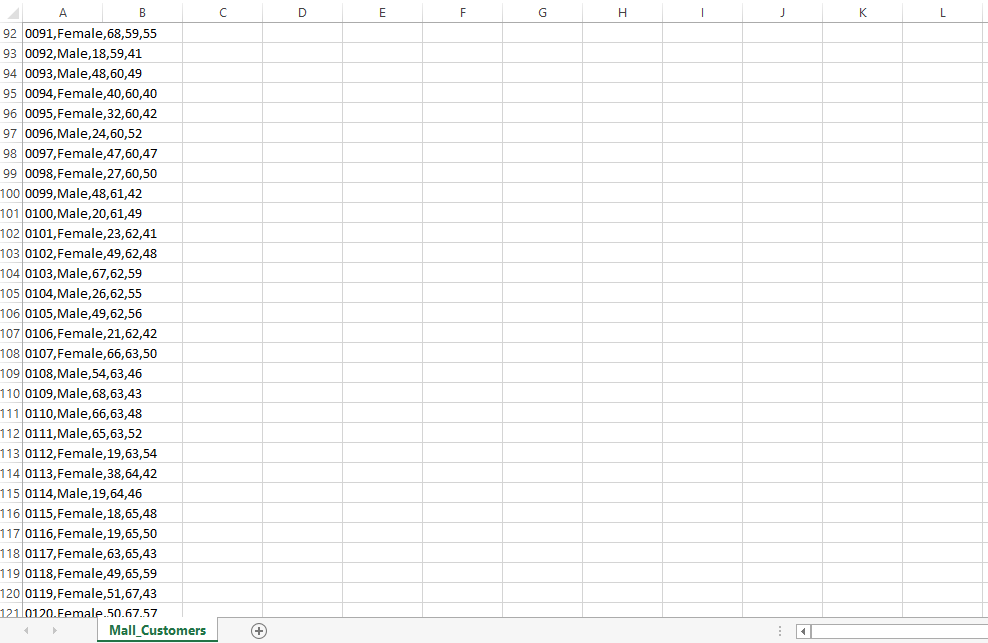 A B C D E F G H I J K L
92 0091,Female,68,59,55
93 0092,Male,18,59,41
94 0093,Male,48,60,49
95 0094,Female,40,60,40
96 0095,Female,32,60,42
97 0096,Male,24,60,52
98 0097,Female,47,60,47
99 0098,Female,27,60,50
100 0099,Male,48,61,42
101 0100,Male,20,61,49
102 0101,Female,23,62,41
103 0102,Female,49,62,48
104 0103,Male,67,62,59
105 0104,Male,26,62,55
106 0105,Male,49,62,56
107 0106,Female,21,62,42
108 0107,Female,66,63,50
109 0108,Male,54,63,46
110 0109,Male,68,63,43
111 0110,Male,66,63,48
112 0111,Male,65,63,52
113 0112,Female,19,63,54
114 0113,Female,38,64,42
115 0114,Male,19,64,46
116 0115,Female,18,65,48
117 0116,Female,19,65,50
118 0117,Female,63,65,43
119 0118,Female,49,65,59
120 0119,Female,51,67,43
121 0120,Female,50,67,57
Mall_Customers